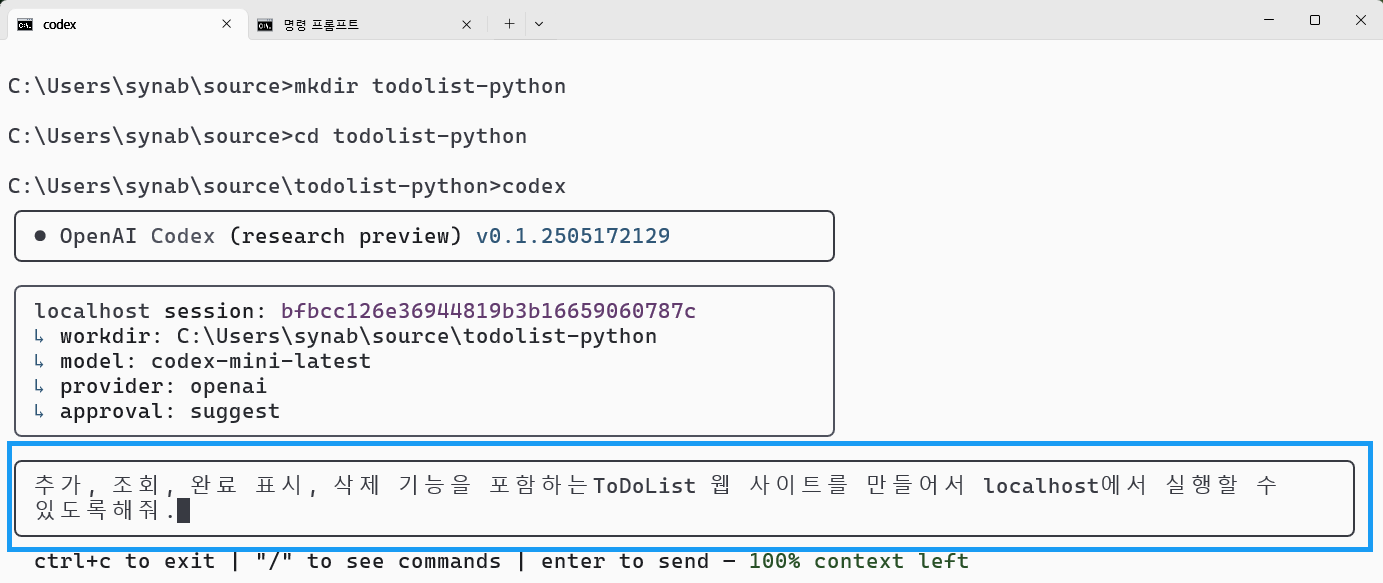 codex
명령 프롬프트
C:\Users\synab\source>mkdir todolist-python
C:\Users\synab\source>cd todolist-python
C:\Users\synab\source\todolist-python>codex
● OpenAI Codex (research preview) v0.1.2505172129
localhost session: bfbcc126e36944819b3b16659060787c
↳ workdir: C:\Users\synab\source\todolist-python
↳ model: codex-mini-latest
↳ provider: openai
↳ approval: suggest
추가, 조회, 완료 표시, 삭제 기능을 포함하는ToDoList 웹 사이트를 만들어서 localhost에서 실행할 수
있도록해줘.
ctrl+c to exit | "/" to see commands | enter to send — 100% context left